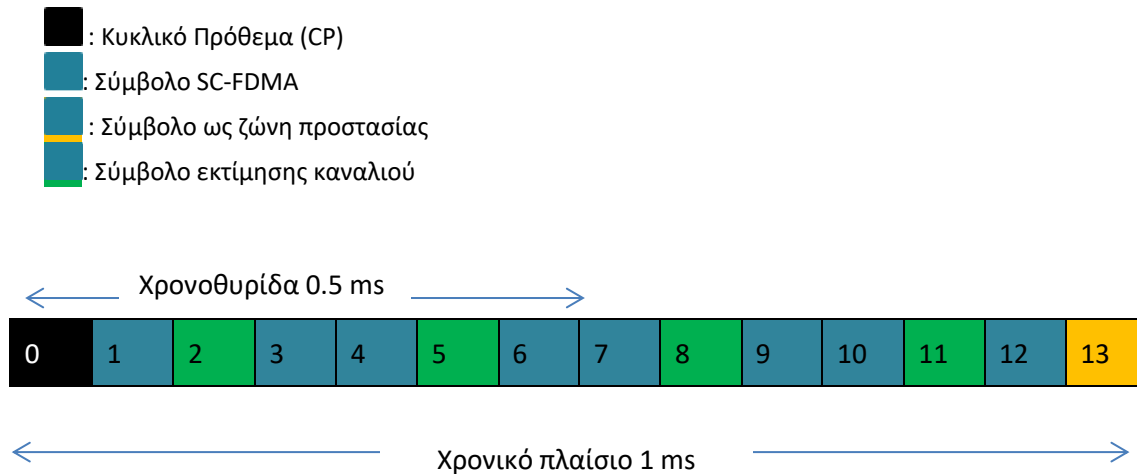 : Κυκλικό Πρόθεμα (CP)
: Σύμβολο SC-FDMA
: Σύμβολο ως ζώνη προστασίας
: Σύμβολο εκτίμησης καναλιού
Χρονοθυρίδα 0.5 ms
0 1 2 3 4 5 6 7 8 9 10 11 12 13
Χρονικό πλαίσιο 1 ms